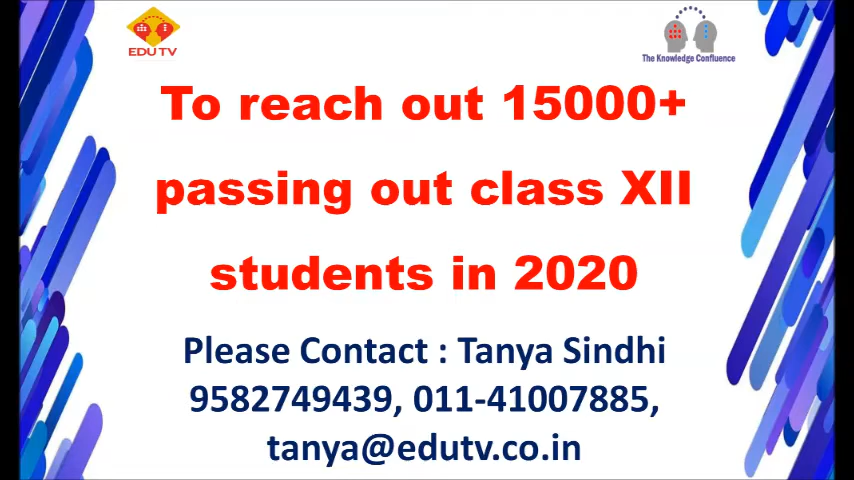 EDU TV
The Knowledge Confluence
To reach out 15000+
passing out class XII
students in 2020
Please Contact : Tanya Sindhi
9582749439, 011-41007885,
tanya@edutv.co.in